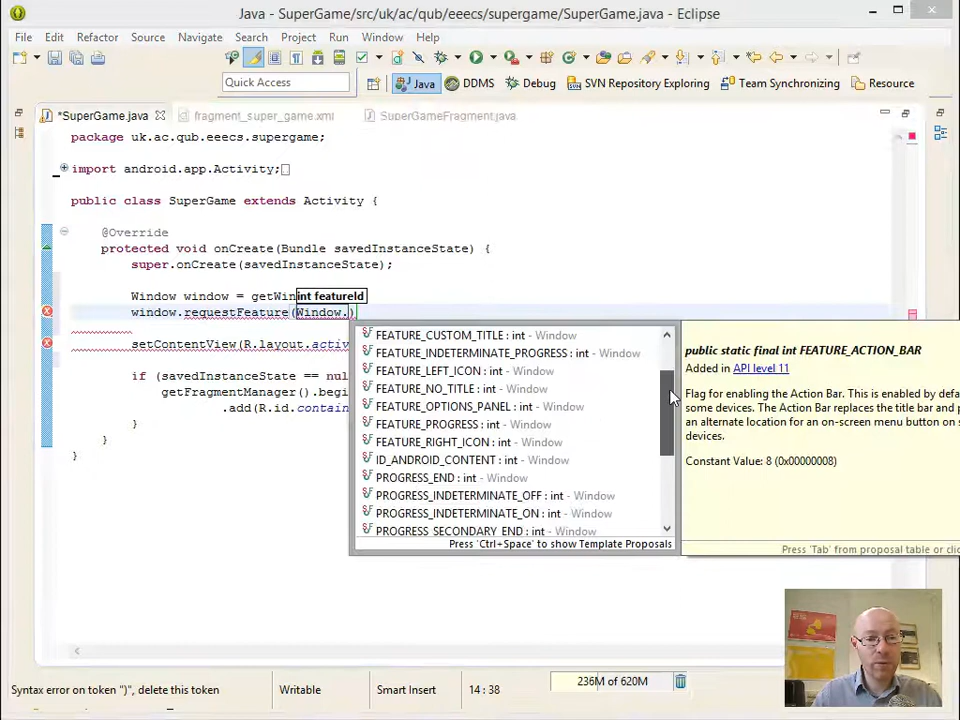 Java - SuperGame/src/uk/ac/qub/eeecs/supergame/SuperGame.java - Eclipse
File Edit Refactor Source Navigate Search Project Run Window Help
Quick Access
Java DDMS Debug SVN Repository Exploring Team Synchronizing Resource
*SuperGame.java fragment_super_game.xml SuperGameFragment.java
package uk.ac.qub.eeecs.supergame;
import android.app.Activity;
public class SuperGame extends Activity {
@Override
protected void onCreate(Bundle savedInstanceState) {
super.onCreate(savedInstanceState);
Window window = getWin
int featureId
window.requestFeature(Window.)
setContentView(R.layout.activ
if (savedInstanceState == nul
getFragmentManager().begi
.add(R.id.contain
}
}
}
FEATURE_CUSTOM_TITLE : int - Window
FEATURE_INDETERMINATE_PROGRESS : int - Window
FEATURE_LEFT_ICON : int - Window
FEATURE_NO_TITLE : int - Window
FEATURE_OPTIONS_PANEL : int - Window
FEATURE_PROGRESS : int - Window
FEATURE_RIGHT_ICON : int - Window
ID_ANDROID_CONTENT : int - Window
PROGRESS_END : int - Window
PROGRESS_INDETERMINATE_OFF : int - Window
PROGRESS_INDETERMINATE_ON : int - Window
PROGRESS_SECONDARY_END : int - Window
Press 'Ctrl+Space' to show Template Proposals
public static final int FEATURE_ACTION_BAR
Added in API level 11
Flag for enabling the Action Bar. This is enabled by defa
some devices. The Action Bar replaces the title bar and p
an alternate location for an on-screen menu button on s
devices.
Constant Value: 8 (0x00000008)
Press 'Tab' from proposal table or clic
Syntax error on token ")", delete this token
Writable
Smart Insert
14 : 38
236M of 620M